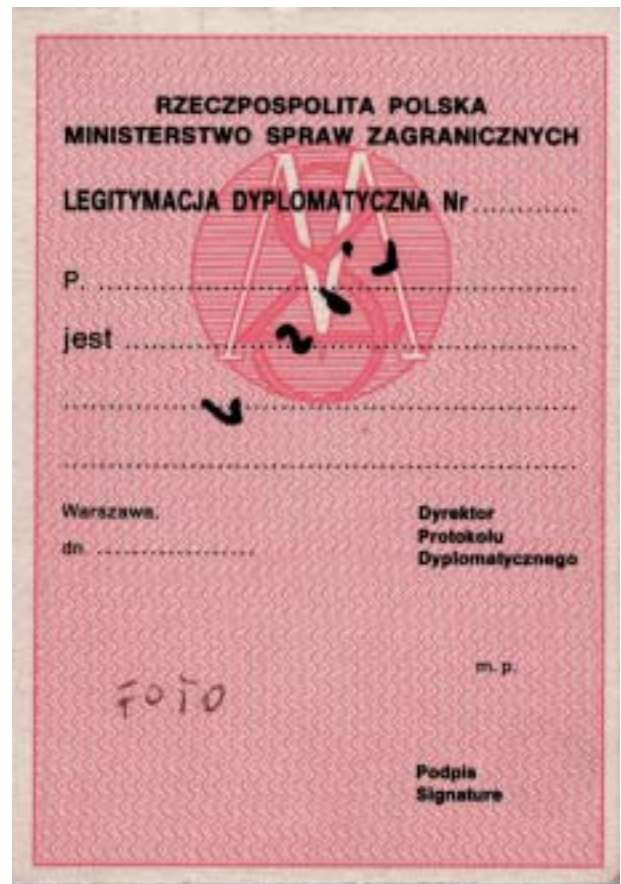 RZECZPOSPOLITA POLSKA
MINISTERSTWO SPRAW ZAGRANICZNYCH
LEGITYMACJA DYPLOMATYCZNA Nr ............
P. ............................................................
jest ........................................................
................................................................
................................................................
Warszawa,
dn. ....................
Dyrektor
Protokołu
Dyplomatycznego
m. p.
FOTO
Podpis
Signature